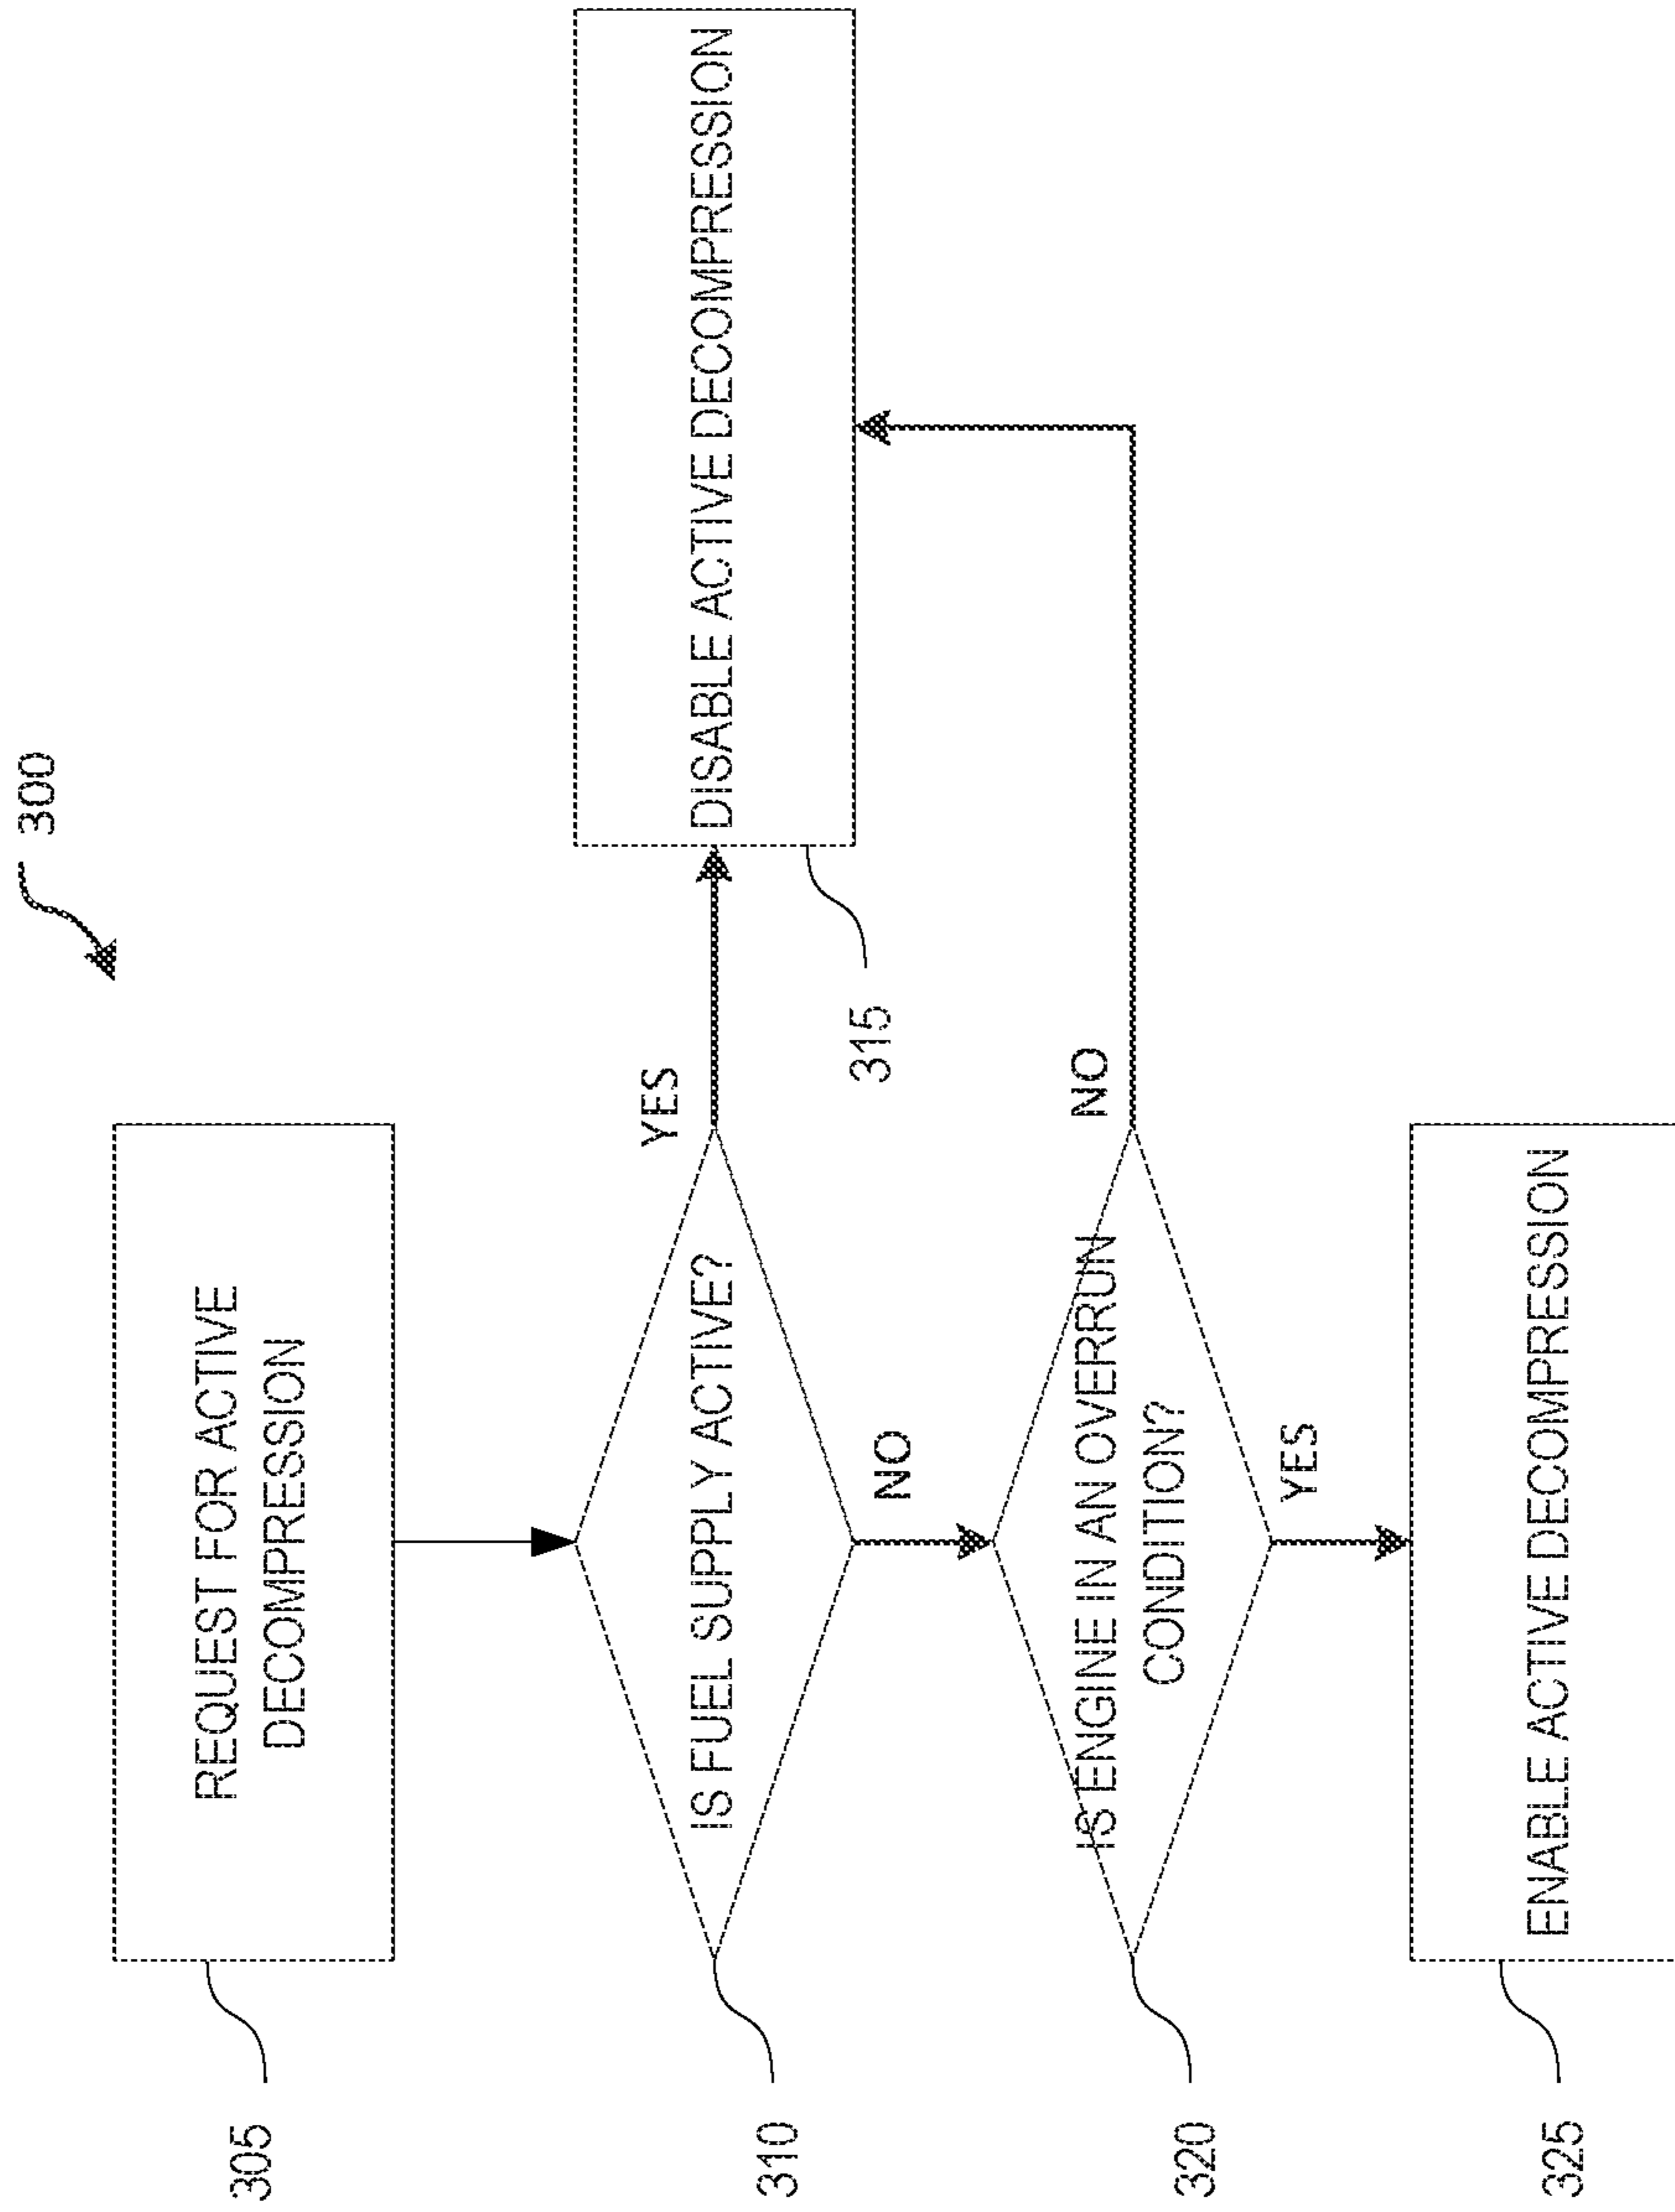 300
305
REQUEST FOR ACTIVE
DECOMPRESSION
310
IS FUEL SUPPLY ACTIVE?
YES
DISABLE ACTIVE DECOMPRESSION
315
NO
320
IS ENGINE IN AN OVERRUN
CONDITION?
NO
YES
325
ENABLE ACTIVE DECOMPRESSION